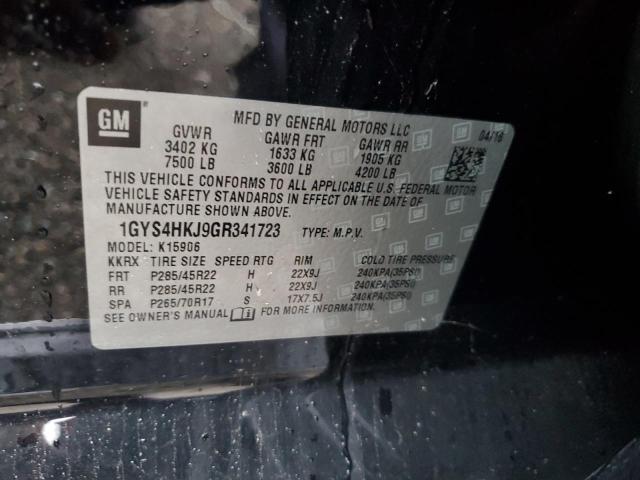 GM
®
MFD BY GENERAL MOTORS LLC
04/16
GVWR GAWR FRT GAWR RR
3402 KG 1633 KG 1905 KG
7500 LB 3600 LB 4200 LB
THIS VEHICLE CONFORMS TO ALL APPLICABLE U.S. FEDERAL MOTOR
VEHICLE SAFETY STANDARDS IN EFFECT ON THE DATE OF
MANUFACTURE SHOWN ABOVE.
1GYS4HKJ9GR341723 TYPE: M.P.V.
MODEL: K15906
KKRX TIRE SIZE SPEED RTG RIM COLD TIRE PRESSURE
FRT P285/45R22 H 22X9J 240KPA(35PSI)
RR P285/45R22 H 22X9J 240KPA(35PSI)
SPA P265/70R17 S 17X7.5J 240KPA(35PSI)
SEE OWNER'S MANUAL FOR MORE INFORMATION.